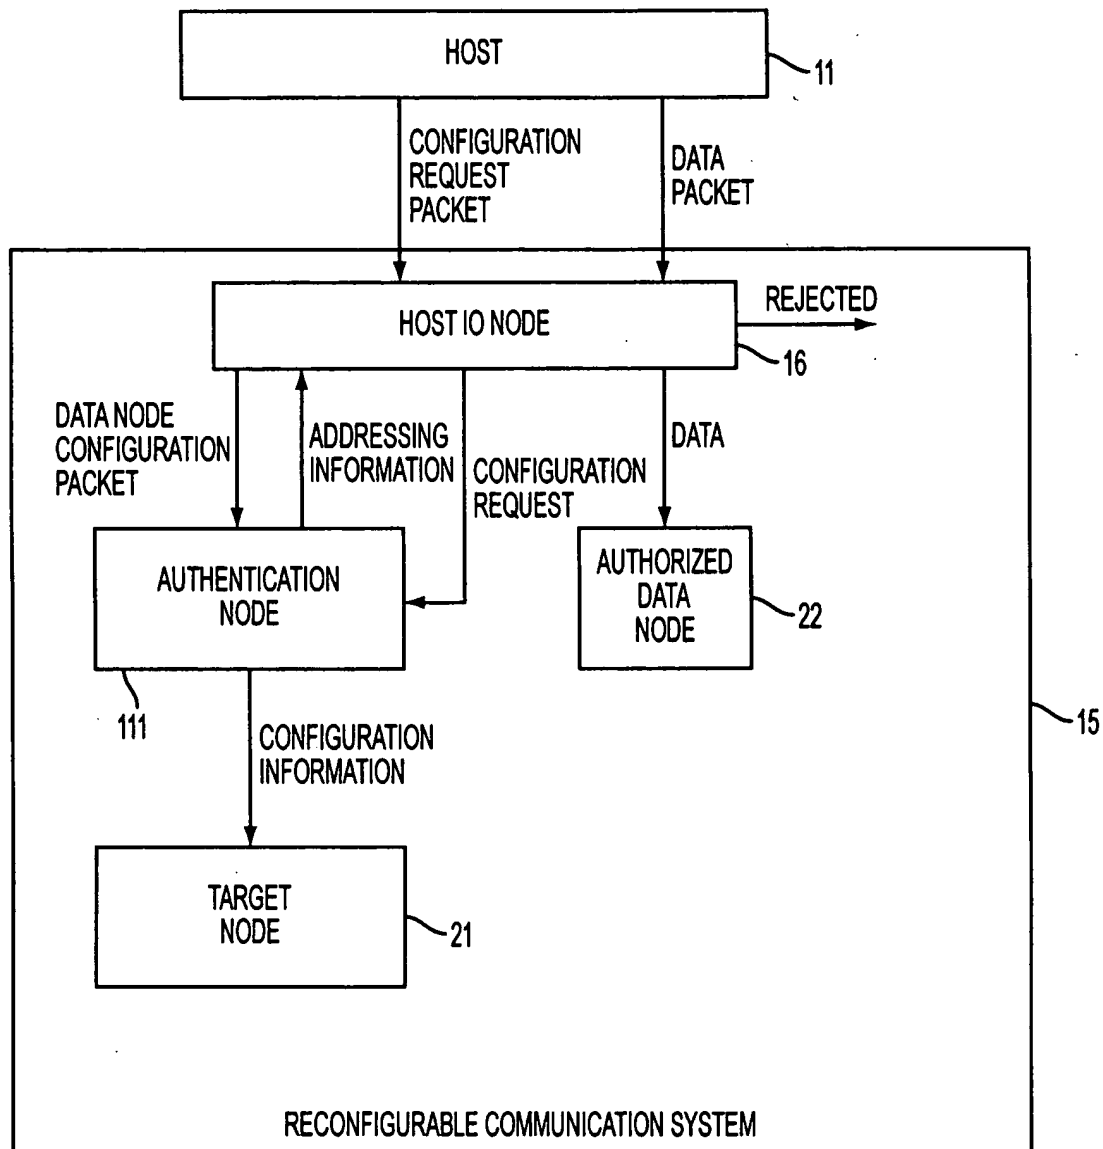 HOST
11
CONFIGURATION
REQUEST
PACKET
DATA
PACKET
HOST IO NODE
REJECTED
16
DATA NODE
CONFIGURATION
PACKET
ADDRESSING
INFORMATION
CONFIGURATION
REQUEST
DATA
AUTHENTICATION
NODE
111
AUTHORIZED
DATA
NODE
22
15
CONFIGURATION
INFORMATION
TARGET
NODE
21
RECONFIGURABLE COMMUNICATION SYSTEM